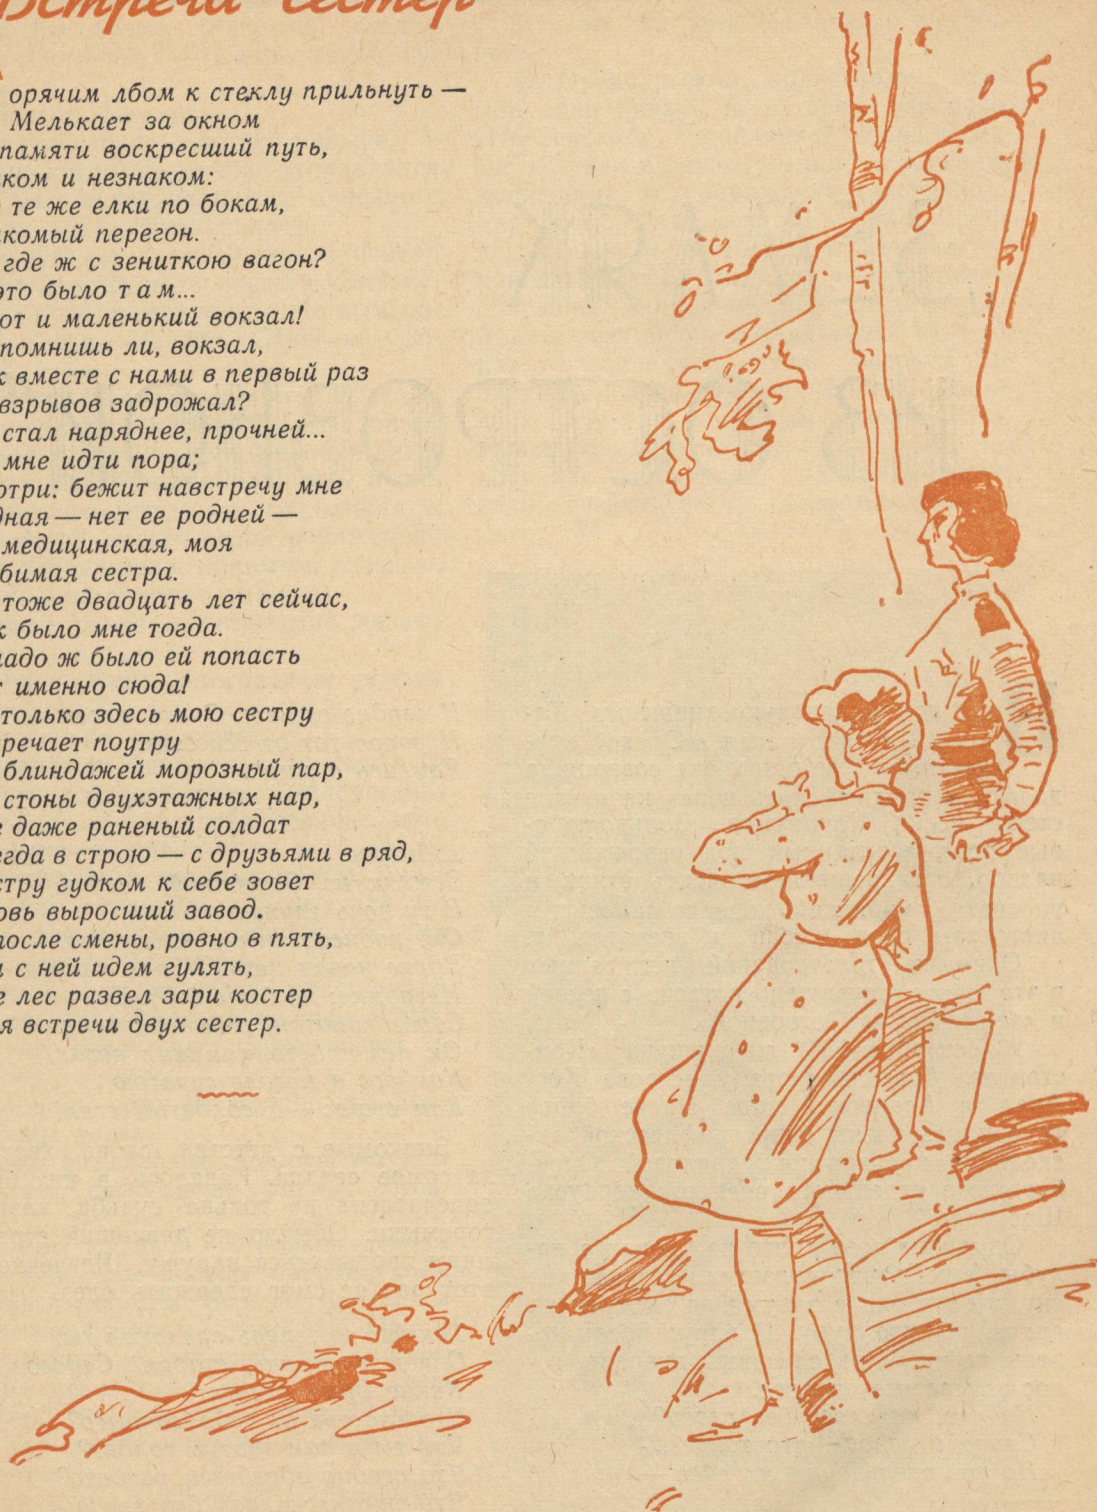 Встреча сестер
орячим лбом к стеклу прильнуть —
Мелькает за окном
памяти воскресший путь,
ком и незнаком:
те же елки по бокам,
комый перегон.
где ж с зениткою вагон?
это было там...
от и маленький вокзал!
помнишь ли, вокзал,
к вместе с нами в первый раз
взрывов задрожал?
стал наряднее, прочней...
мне идти пора;
отри: бежит навстречу мне
дная — нет ее родней —
медицинская, моя
бимая сестра.
тоже двадцать лет сейчас,
к было мне тогда.
надо ж было ей попасть
т именно сюда!
только здесь мою сестру
речает поутру
блиндажей морозный пар,
стоны двухэтажных нар,
е даже раненый солдат
егда в строю — с друзьями в ряд,
стру гудком к себе зовет
овь выросший завод.
после смены, ровно в пять,
ы с ней идем гулять,
е лес развел зари костер
я встречи двух сестер.